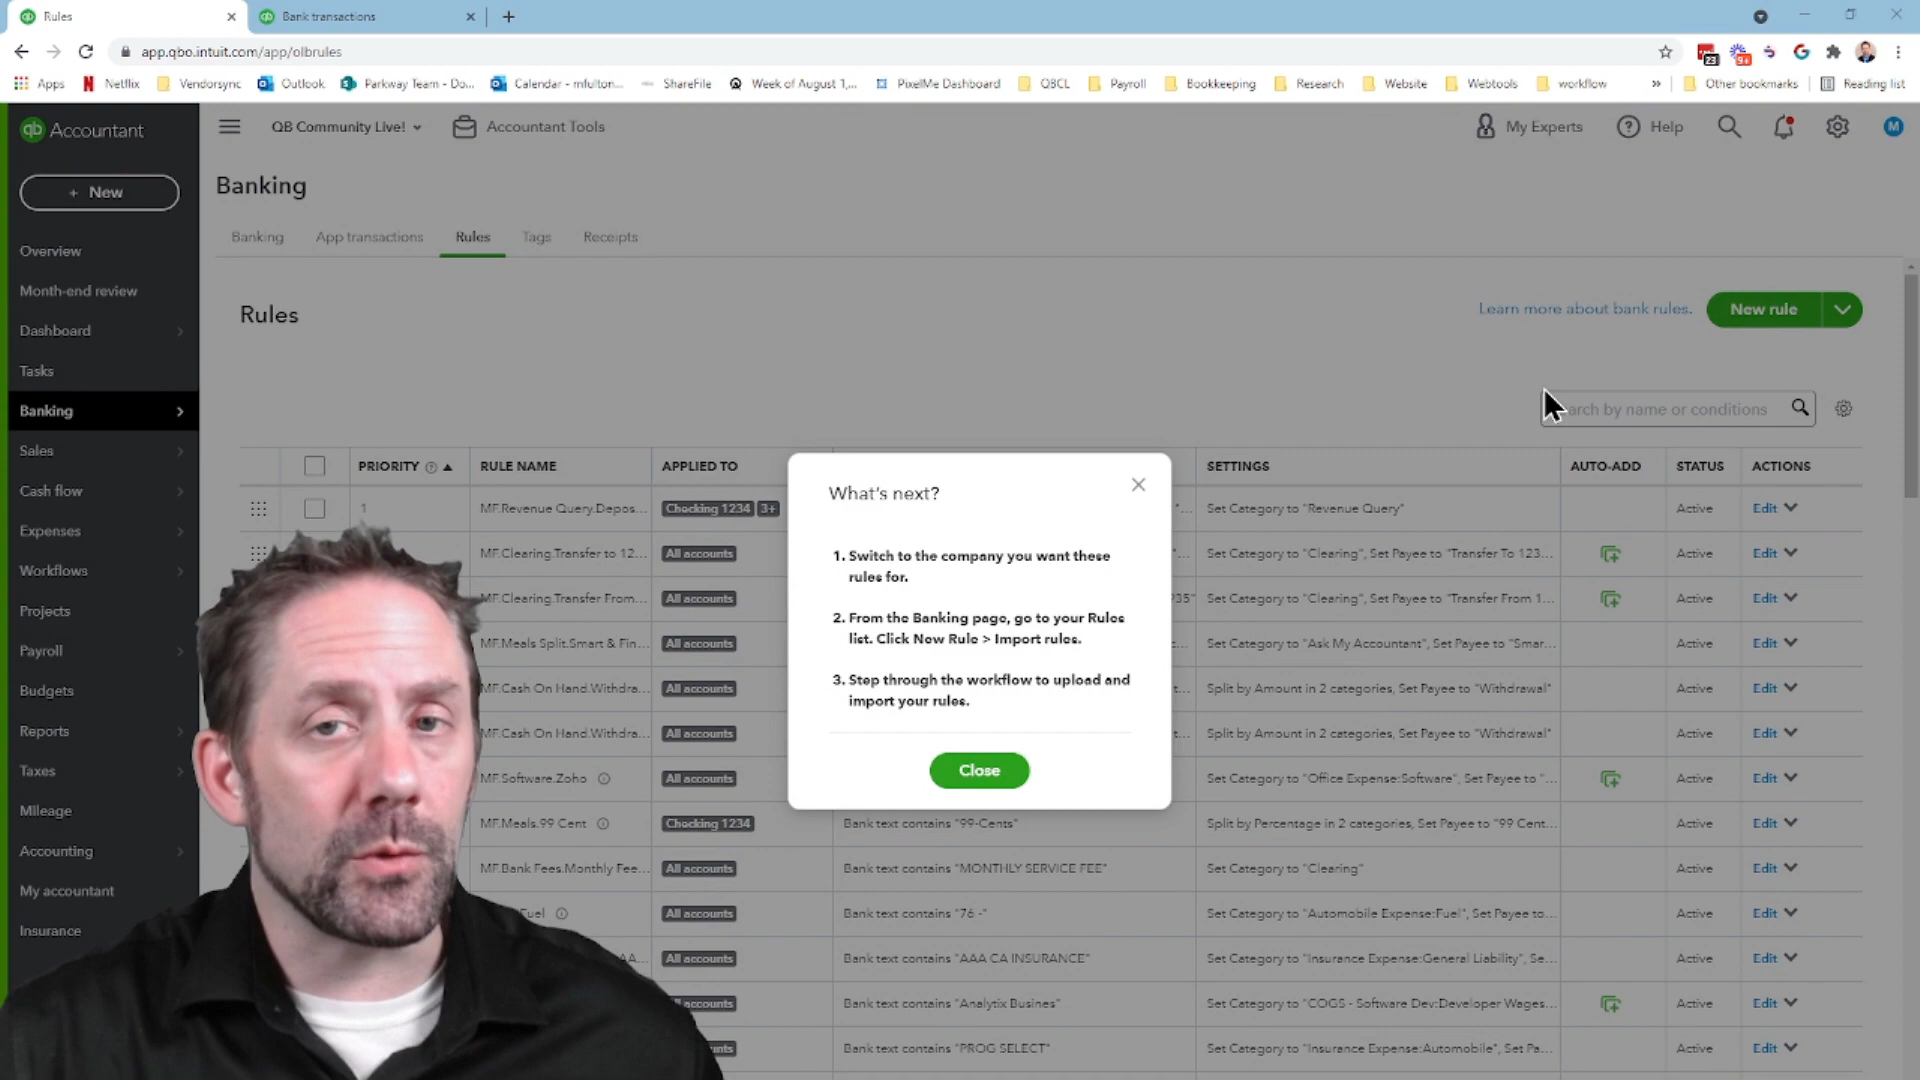 Rules
Bank transactions
app.qbo.intuit.com/app/olbrules
23
9+
Apps
Netflix
Vendorsync
Outlook
Parkway Team - Do...
Calendar - mfulton...
ShareFile
Week of August 1,...
PixelMe Dashboard
QBCL
Payroll
Bookkeeping
Research
Website
Webtools
workflow
»
Other bookmarks
Reading list
qb Accountant
QB Community Live!
Accountant Tools
My Experts
Help
M
+ New
Overview
Month-end review
Dashboard
Tasks
Banking
Sales
Cash flow
Expenses
Workflows
Projects
Payroll
Budgets
Reports
Taxes
Mileage
Accounting
My accountant
Insurance
Banking
Banking App transactions Rules Tags Receipts
Rules
Learn more about bank rules.
New rule
arch by name or conditions
PRIORITY RULE NAME APPLIED TO SETTINGS AUTO-ADD STATUS ACTIONS
1 MF.Revenue Query.Depos... Checking 1234 3+ "... Set Category to "Revenue Query" Active Edit
MF.Clearing.Transfer to 12... All accounts Set Category to "Clearing", Set Payee to "Transfer To 123... Active Edit
MF.Clearing.Transfer From... All accounts 935" Set Category to "Clearing", Set Payee to "Transfer From 1... Active Edit
MF.Meals Split.Smart & Fin... All accounts Set Category to "Ask My Accountant", Set Payee to "Smar... Active Edit
MF.Cash On Hand.Withdra... All accounts t... Split by Amount in 2 categories, Set Payee to "Withdrawal" Active Edit
MF.Cash On Hand.Withdra... All accounts t... Split by Amount in 2 categories, Set Payee to "Withdrawal" Active Edit
MF.Software.Zoho All accounts Set Category to "Office Expense:Software", Set Payee to "... Active Edit
MF.Meals.99 Cent Checking 1234 Bank text contains "99-Cents" Split by Percentage in 2 categories, Set Payee to "99 Cent... Active Edit
MF.Bank Fees.Monthly Fee... All accounts Bank text contains "MONTHLY SERVICE FEE" Set Category to "Clearing" Active Edit
Fuel All accounts Bank text contains "76 -" Set Category to "Automobile Expense:Fuel", Set Payee to... Active Edit
AA... All accounts Bank text contains "AAA CA INSURANCE" Set Category to "Insurance Expense:General Liability", Se... Active Edit
accounts Bank text contains "Analytix Busines" Set Category to "COGS - Software Dev:Developer Wages... Active Edit
unts Bank text contains "PROG SELECT" Set Category to "Insurance Expense:Automobile", Set Pa... Active Edit
What's next?
1. Switch to the company you want these
rules for.
2. From the Banking page, go to your Rules
list. Click New Rule > Import rules.
3. Step through the workflow to upload and
import your rules.
Close